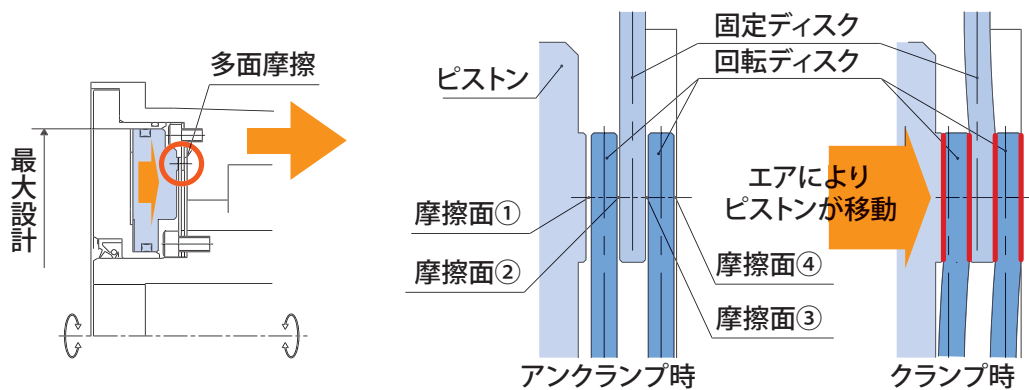 多面摩擦
最大設計
ピストン
固定ディスク
回転ディスク
摩擦面①
摩擦面②
摩擦面④
摩擦面③
エアにより
ピストンが移動
アンクランプ時
クランプ時